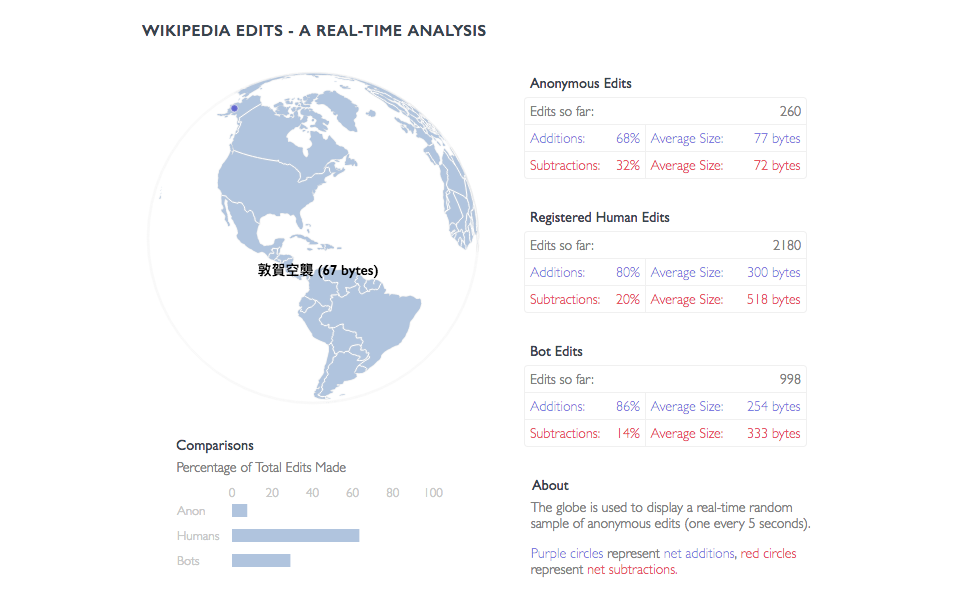 WIKIPEDIA EDITS - A REAL-TIME ANALYSIS
敦賀空襲 (67 bytes)
Comparisons
Percentage of Total Edits Made
0 20 40 60 80 100
Anon
Humans
Bots
Anonymous Edits
Edits so far: 260
Additions: 68% Average Size: 77 bytes
Subtractions: 32% Average Size: 72 bytes
Registered Human Edits
Edits so far: 2180
Additions: 80% Average Size: 300 bytes
Subtractions: 20% Average Size: 518 bytes
Bot Edits
Edits so far: 998
Additions: 86% Average Size: 254 bytes
Subtractions: 14% Average Size: 333 bytes
About
The globe is used to display a real-time random
sample of anonymous edits (one every 5 seconds).
Purple circles represent net additions, red circles
represent net subtractions.